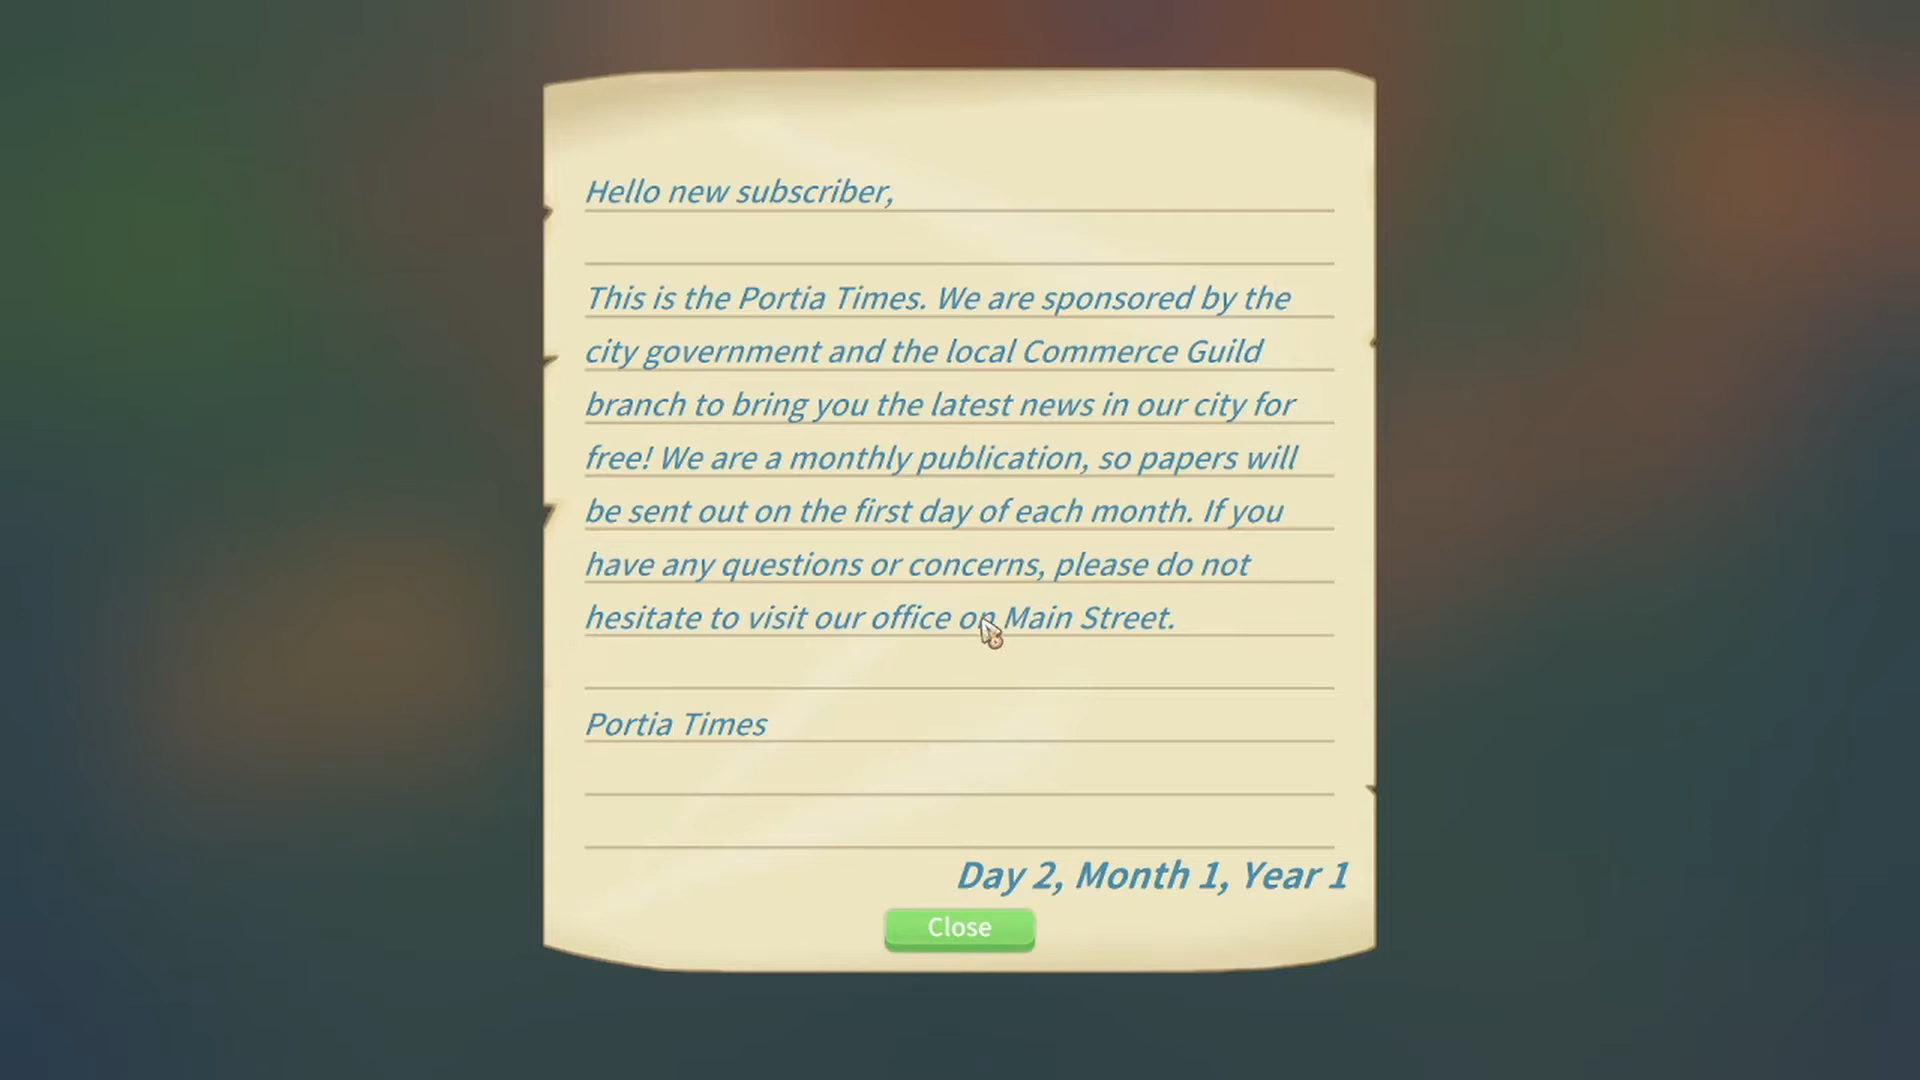 Hello new subscriber,
This is the Portia Times. We are sponsored by the
city government and the local Commerce Guild
branch to bring you the latest news in our city for
free! We are a monthly publication, so papers will
be sent out on the first day of each month. If you
have any questions or concerns, please do not
hesitate to visit our office on Main Street.
Portia Times
Day 2, Month 1, Year 1
Close